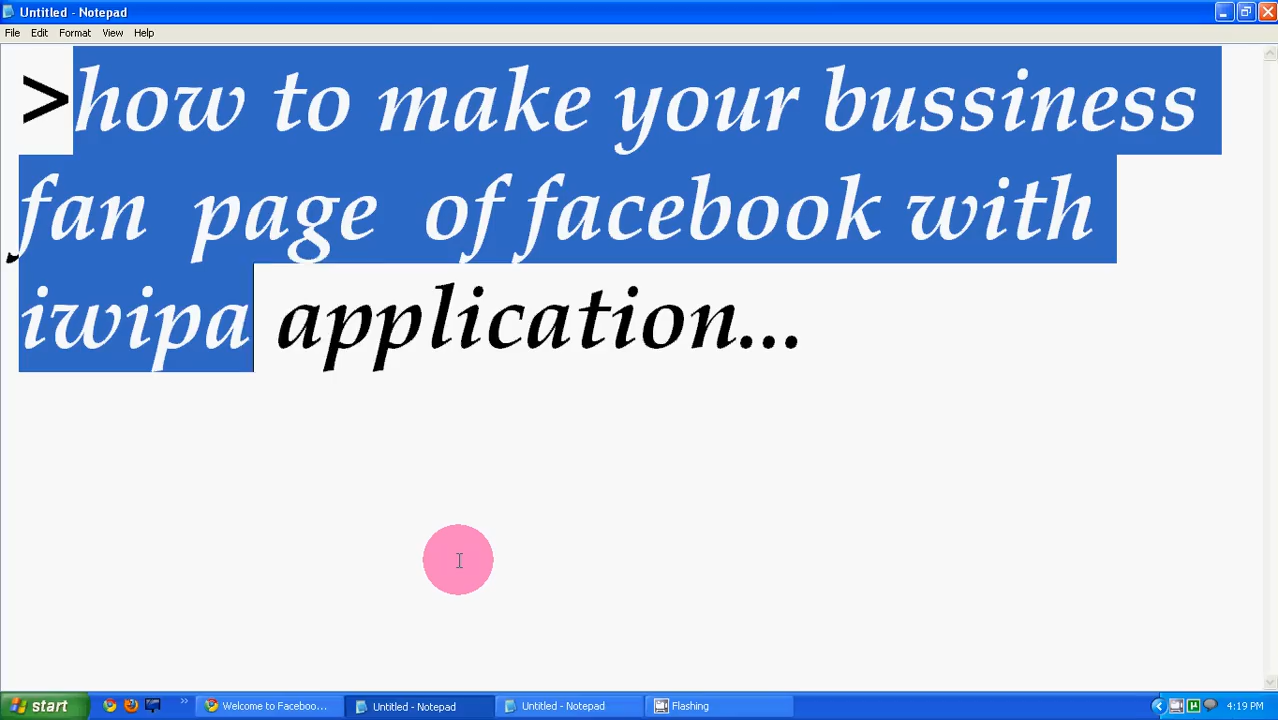 Untitled - Notepad
File Edit Format View Help
>how to make your bussiness
fan page of facebook with
iwipa application...
start
Welcome to Faceboo...
Untitled - Notepad
Untitled - Notepad
Flashing
4:19 PM